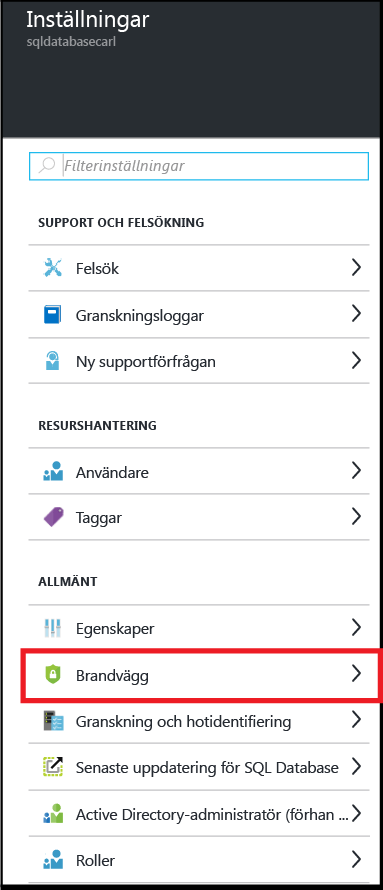 Inställningar
sqldatabasecarl
Filterinställningar
SUPPORT OCH FELSÖKNING
Felsök
Granskningsloggar
Ny supportförfrågan
RESURSHANTERING
Användare
Taggar
ALLMÄNT
Egenskaper
Brandvägg
Granskning och hotidentifiering
Senaste uppdatering för SQL Database
Active Directory-administratör (förhan ...
Roller